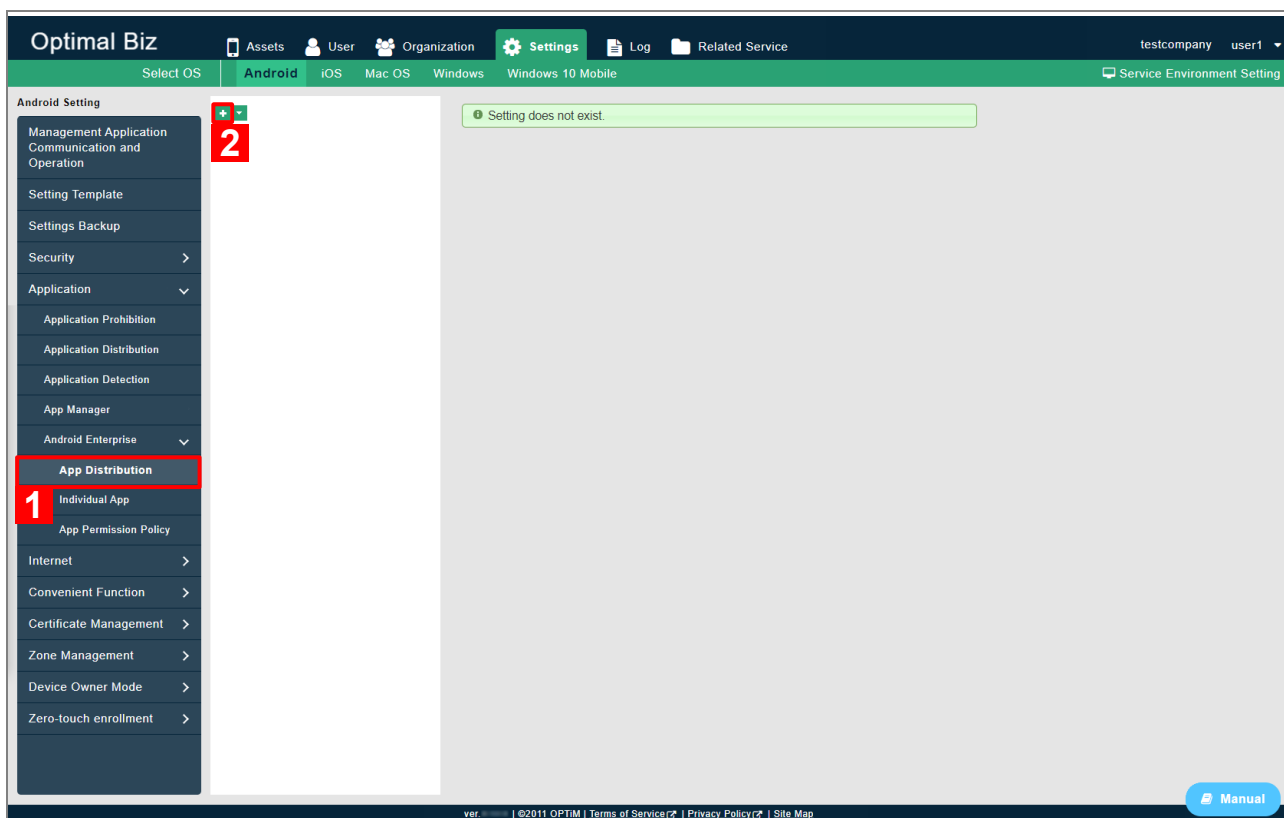 Optimal Biz
Assets User Organization Settings Log Related Service
testcompany user1
Select OS Android iOS Mac OS Windows Windows 10 Mobile
Service Environment Setting
Android Setting
Management Application
Communication and
Operation
Setting Template
Settings Backup
Security
Application
Application Prohibition
Application Distribution
Application Detection
App Manager
Android Enterprise
App Distribution
1
Individual App
App Permission Policy
Internet
Convenient Function
Certificate Management
Zone Management
Device Owner Mode
Zero-touch enrollment
2
Setting does not exist.
Manual
ver. | ©2011 OPTiM | Terms of Service | Privacy Policy | Site Map